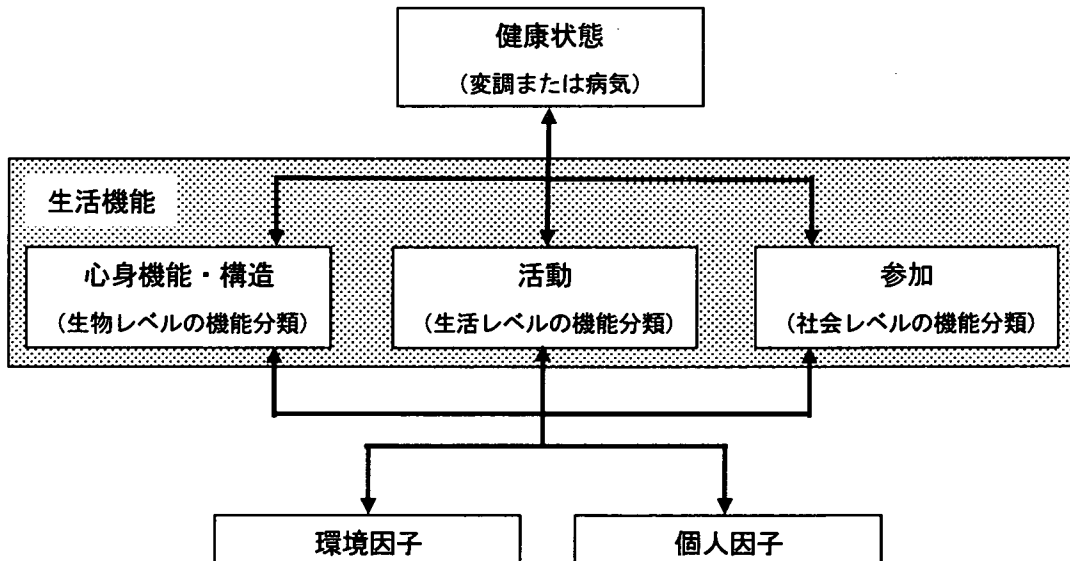 健康状態
（変調または病気）
生活機能
心身機能・構造
（生物レベルの機能分類）
活動
（生活レベルの機能分類）
参加
（社会レベルの機能分類）
環境因子
個人因子